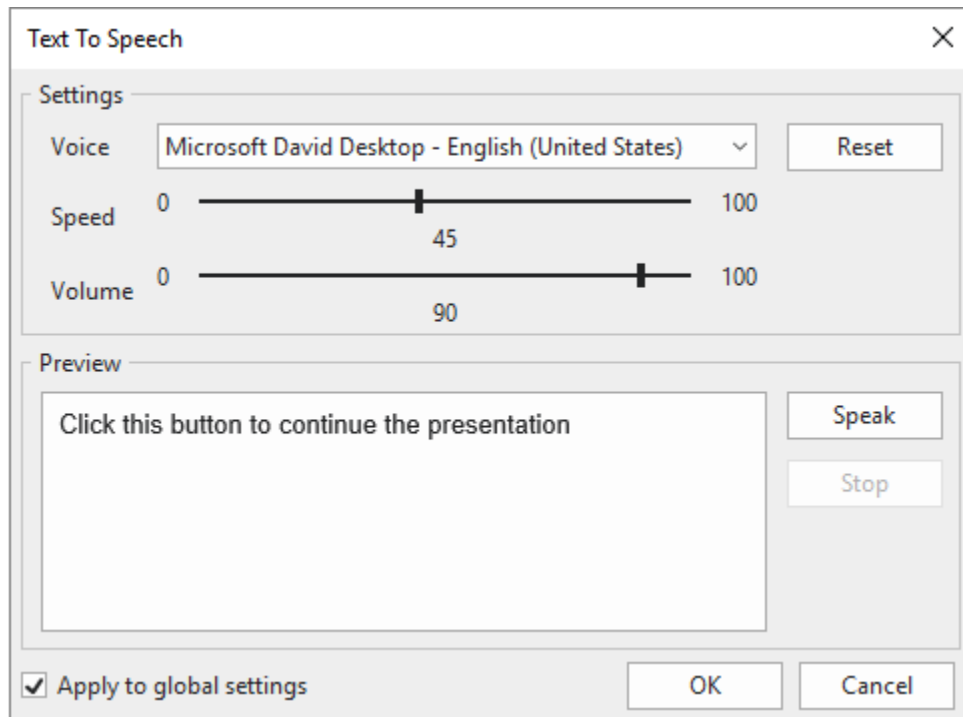 Text To Speech
Settings
Voice Microsoft David Desktop - English (United States) Reset
Speed 0 100
45
Volume 0 100
90
Preview
Click this button to continue the presentation
Speak
Stop
Apply to global settings OK Cancel